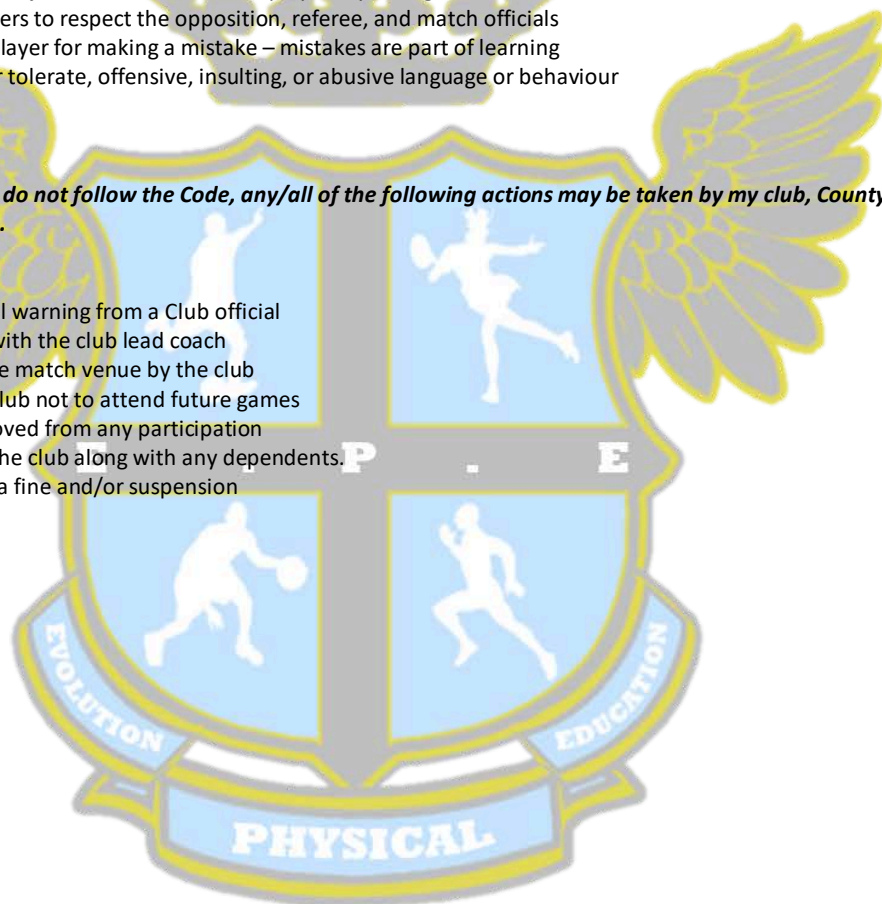 ers to respect the opposition, referee, and match officials
layer for making a mistake – mistakes are part of learning
tolerate, offensive, insulting, or abusive language or behaviour
do not follow the Code, any/all of the following actions may be taken by my club, County
.
l warning from a Club official
with the club lead coach
e match venue by the club
lub not to attend future games
oved from any participation
he club along with any dependents.
a fine and/or suspension
E . P . E
EVOLUTION
EDUCATION
PHYSICAL